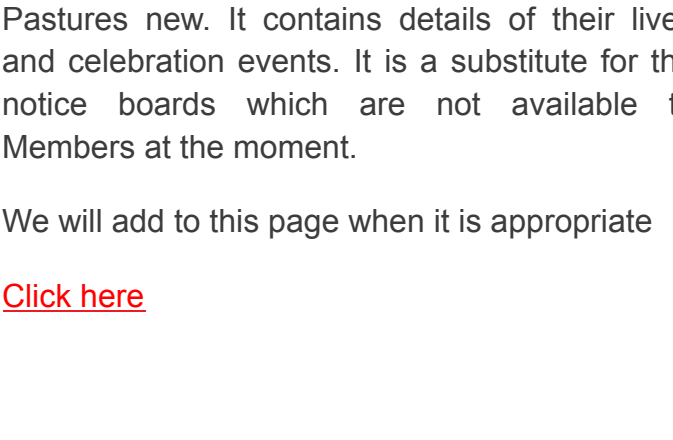 Pastures new. It contains details of their live
and celebration events. It is a substitute for th
notice boards which are not available t
Members at the moment.
We will add to this page when it is appropriate
Click here